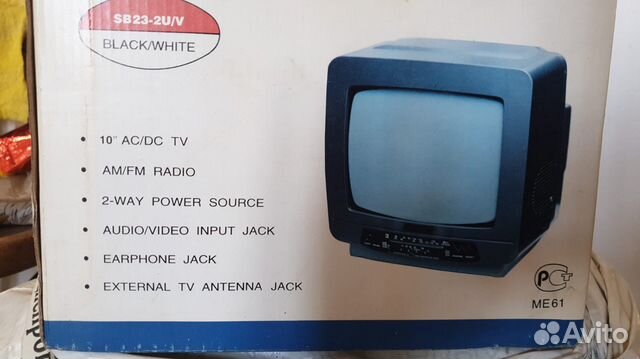 SB23-2U/V
BLACK/WHITE
• 10" AC/DC TV
• AM/FM RADIO
• 2-WAY POWER SOURCE
• AUDIO/VIDEO INPUT JACK
• EARPHONE JACK
• EXTERNAL TV ANTENNA JACK
РСТ
ME61
Avito